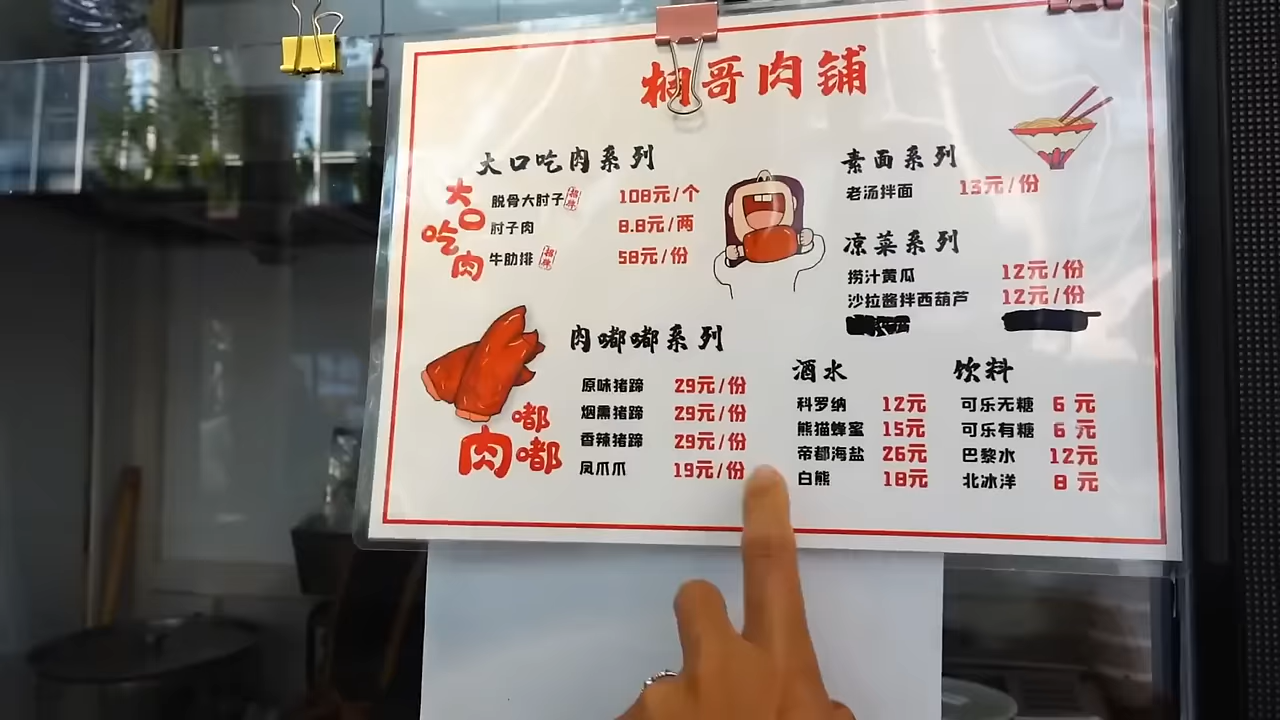 桐哥肉铺
大口吃肉系列
大口吃肉
脱骨大肘子 招牌 108元/个
肘子肉 8.8元/两
牛肋排 招牌 58元/份
素面系列
老汤拌面 13元/份
凉菜系列
捞汁黄瓜 12元/份
沙拉酱拌西葫芦 12元/份
肉嘟嘟系列
肉嘟嘟
原味猪蹄 29元/份
烟熏猪蹄 29元/份
香辣猪蹄 29元/份
凤爪爪 19元/份
酒水
科罗纳 12元
熊猫蜂蜜 15元
帝都海盐 26元
白熊 18元
饮料
可乐无糖 6 元
可乐有糖 6 元
巴黎水 12元
北冰洋 8 元